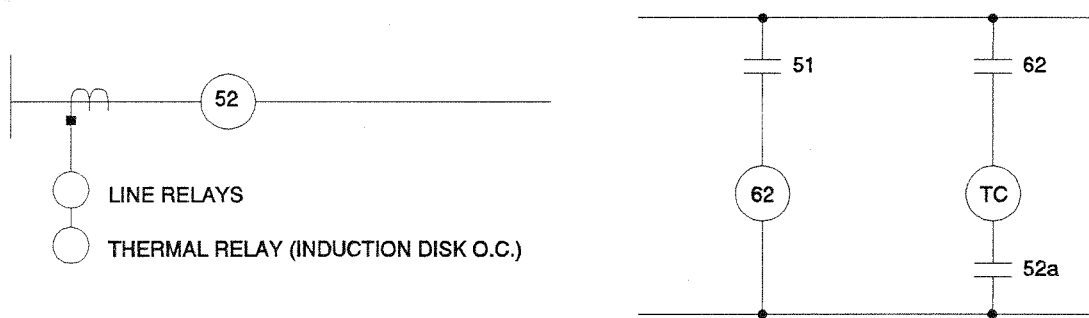 52
LINE RELAYS
THERMAL RELAY (INDUCTION DISK O.C.)
51
62
62
TC
52a